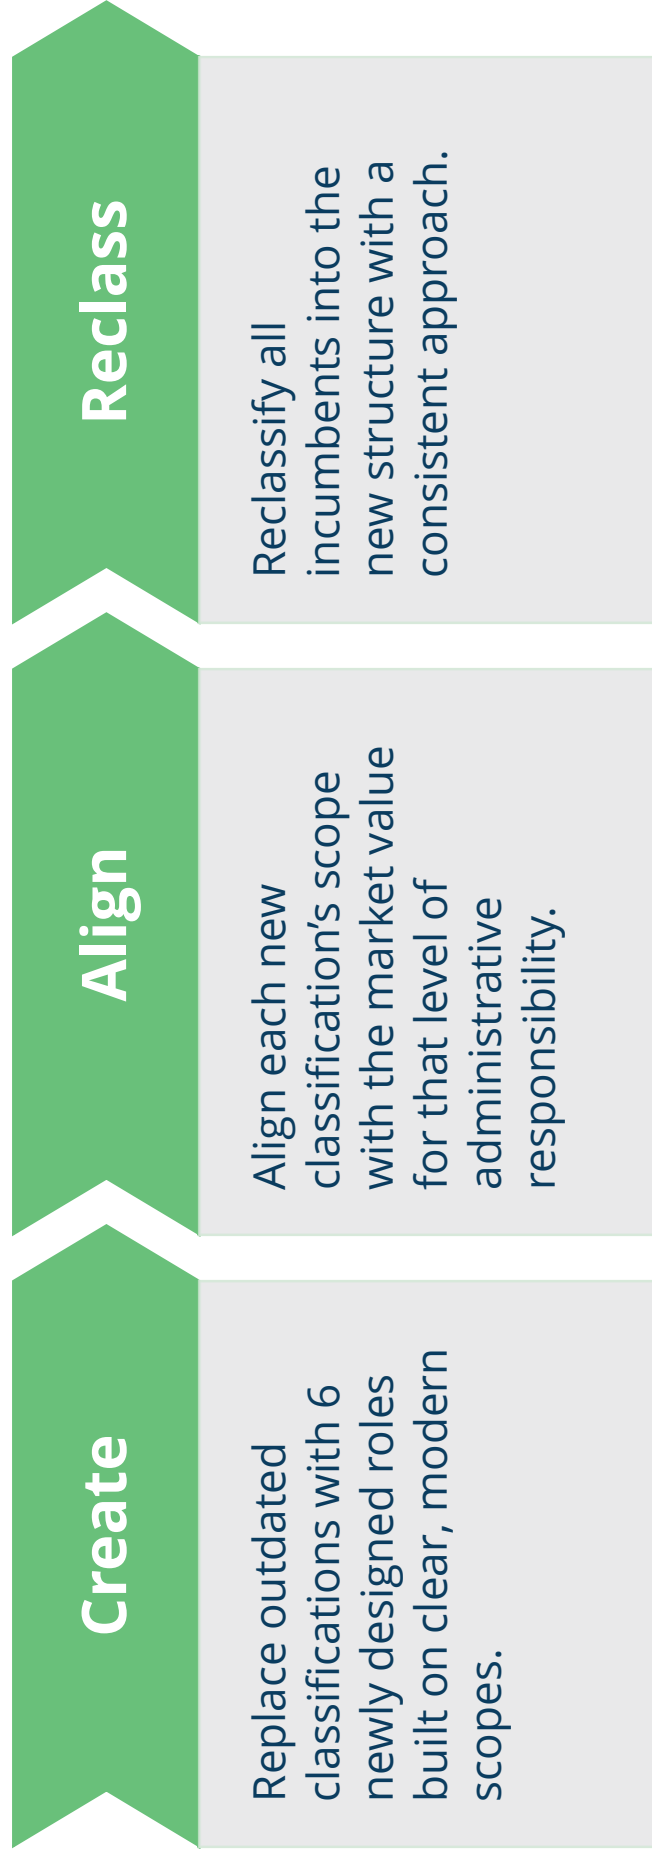 Create
Replace outdated
classifications with 6
newly designed roles
built on clear, modern
scopes.
Align
Align each new
classification’s scope
with the market value
for that level of
administrative
responsibility.
Reclass
Reclassify all
incumbents into the
new structure with a
consistent approach.